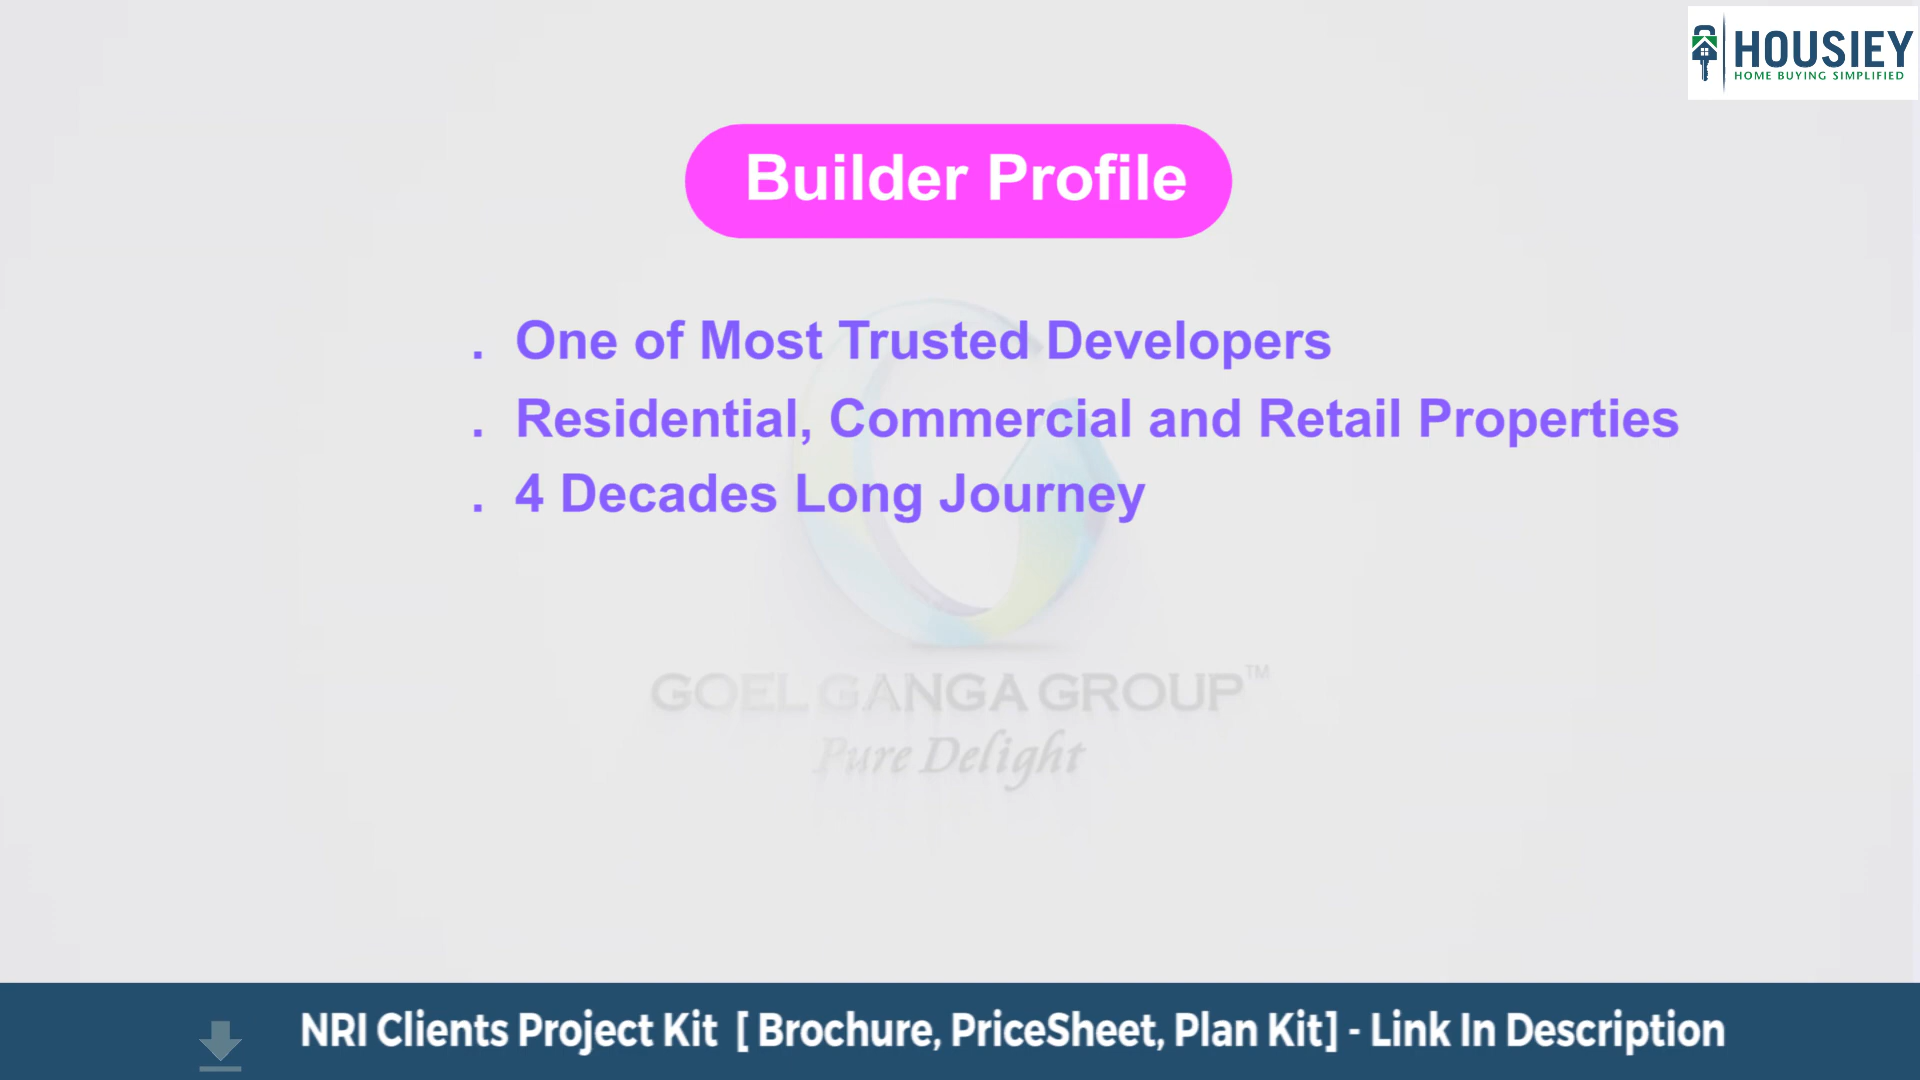 HOUSIEY
HOME BUYING SIMPLIFIED
Builder Profile
. One of Most Trusted Developers
. Residential, Commercial and Retail Properties
. 4 Decades Long Journey
GOEL GANGA GROUP™
Pure Delight
NRI Clients Project Kit [ Brochure, PriceSheet, Plan Kit] - Link In Description